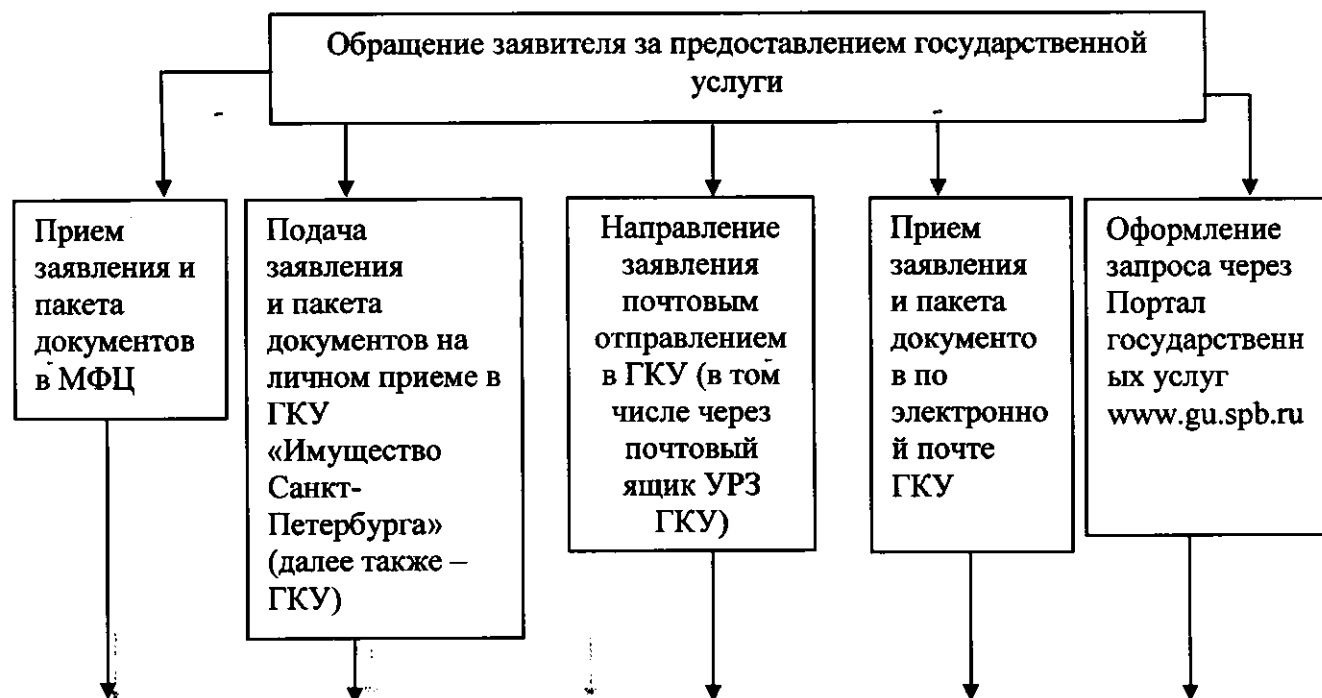 Обращение заявителя за предоставлением государственной
услуги
Прием
заявления и
пакета
документов
в МФЦ
Подача
заявления
и пакета
документов на
личном приеме в
ГКУ
«Имущество
Санкт-
Петербурга»
(далее также –
ГКУ)
Направление
заявления
почтовым
отправлением
в ГКУ (в том
числе через
почтовый
ящик УРЗ
ГКУ)
Прием
заявления
и пакета
документо
в по
электронно
й почте
ГКУ
Оформление
запроса через
Портал
государственн
ых услуг
www.gu.spb.ru